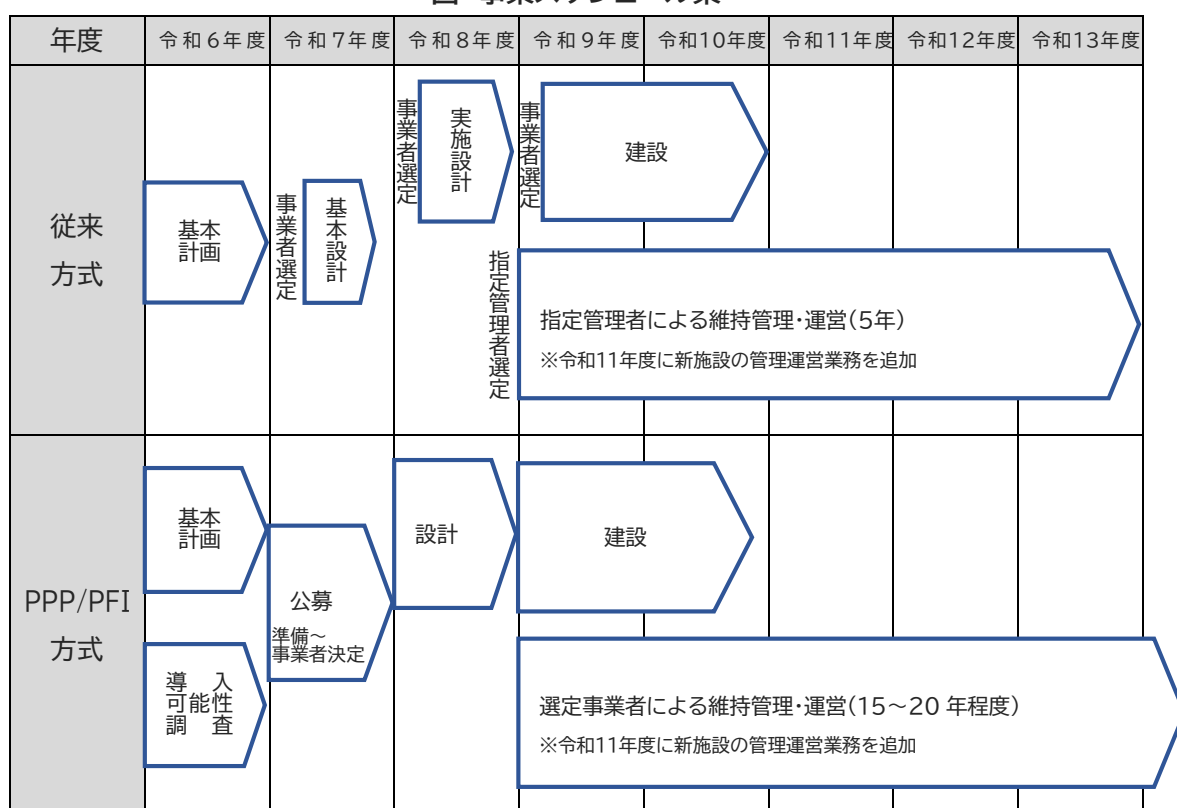 年度 令和6年度 令和7年度 令和8年度 令和9年度 令和10年度 令和11年度 令和12年度 令和13年度
従来
方式
基本
計画
事業者選定
基本設計
事業者選定
実施設計
事業者選定
建設
指定管理者選定
指定管理者による維持管理・運営(5年)
※令和11年度に新施設の管理運営業務を追加
PPP/PFI
方式
基本
計画
導 入
可能性
調 査
公募
準備~
事業者決定
設計
建設
選定事業者による維持管理・運営(15~20 年程度)
※令和11年度に新施設の管理運営業務を追加